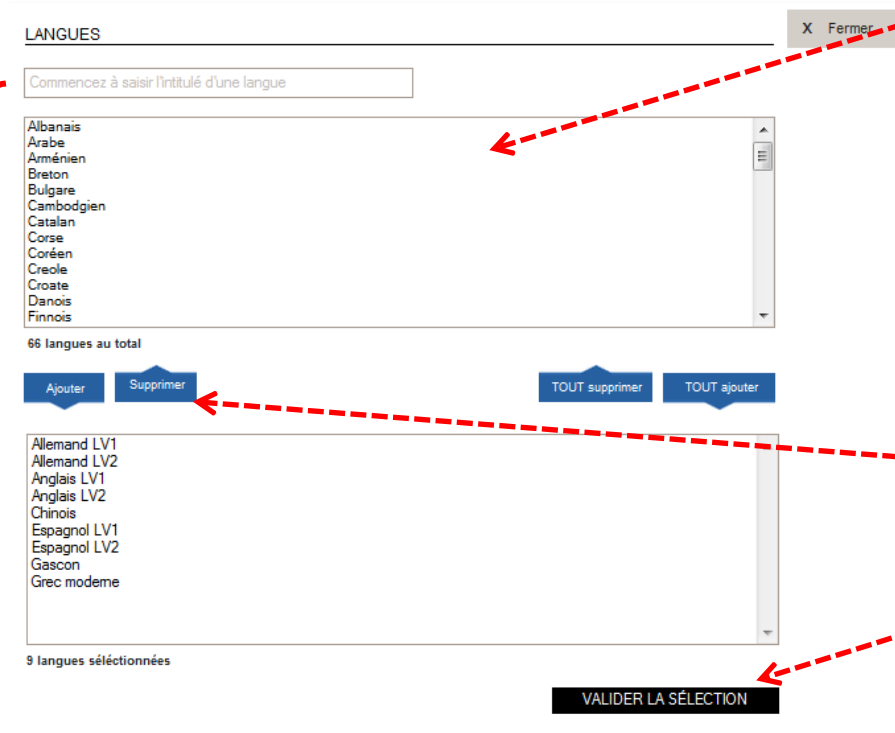 LANGUES
X Fermer
Commencez à saisir l'intitulé d'une langue
Albanais
Arabe
Arménien
Breton
Bulgare
Cambodgien
Catalan
Corse
Coréen
Creole
Croate
Danois
Finnois
66 langues au total
Ajouter
Supprimer
TOUT supprimer
TOUT ajouter
Allemand LV1
Allemand LV2
Anglais LV1
Anglais LV2
Chinois
Espagnol LV1
Espagnol LV2
Gascon
Grec moderne
9 langues séléctionnées
VALIDER LA SÉLECTION